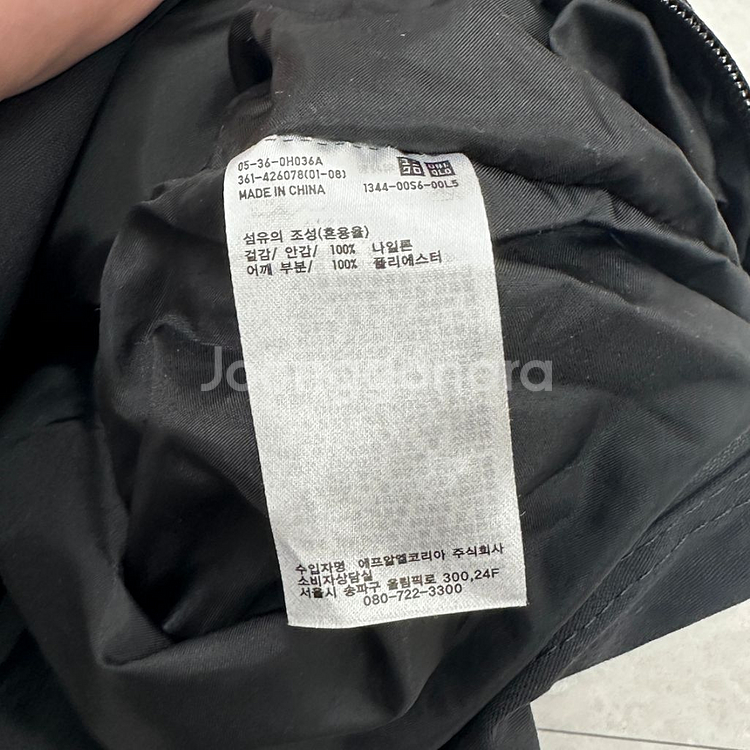 05-36-0H036A
361-426078(01-08)
MADE IN CHINA
UNI
QLO
1344-00S6-00L5
섬유의 조성(혼용율)
겉감/ 안감/ 100% 나일론
어깨 부분/ 100% 폴리에스터
Joonggonara
수입자명 에프알엘코리아 주식회사
소비자상담실
서울시 송파구 올림픽로 300,24F
080-722-3300